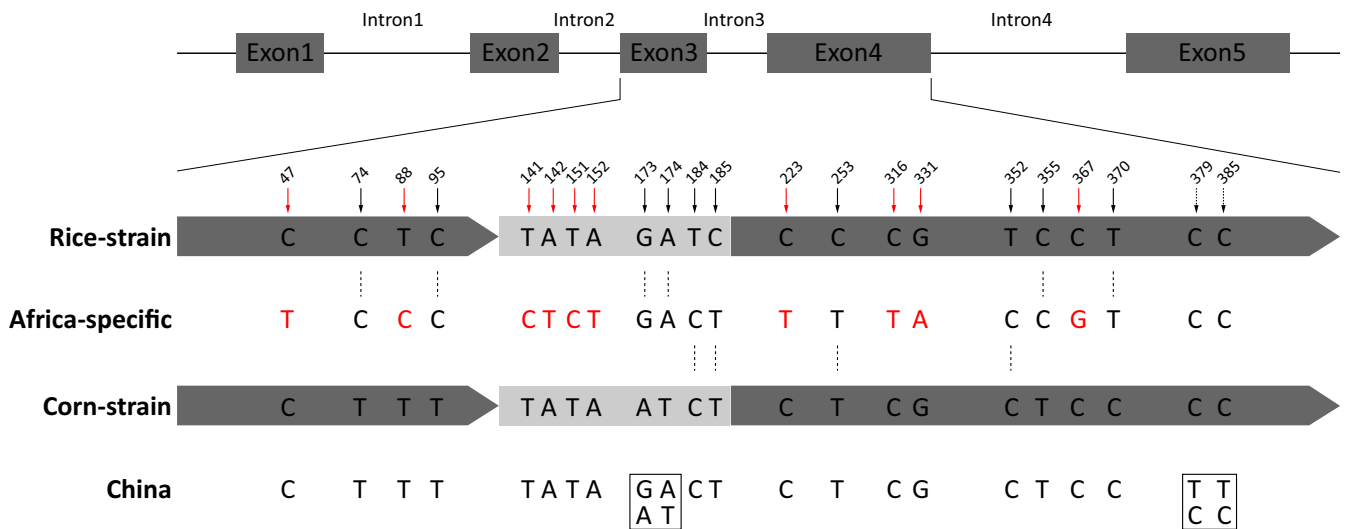 Intron1 Intron2 Intron3 Intron4
Exon1 Exon2 Exon3 Exon4 Exon5
47 74 88 95 141 142 151 152 173 174 184 185 223 253 316 331 352 355 367 370 379 385
Rice-strain C C T C T A T A G A T C C C C G T C C T C C
Africa-specific T C C C C T C T G A C T T T T A C C G T C C
Corn-strain C T T T T A T A A T C T C T C G C T C C C C
China C T T T T A T A G A C T C T C G C T C C T T
A T C C